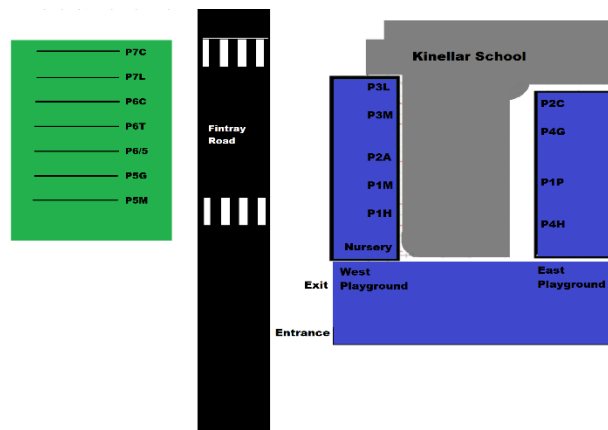 P7C
P7L
P6C
P6T
P6/5
P5G
P5M
Fintray
Road
Kinellar School
P3L
P3M
P2A
P1M
P1H
Nursery
West
Playground
Exit
Entrance
P2C
P4G
P1P
P4H
East
Playground